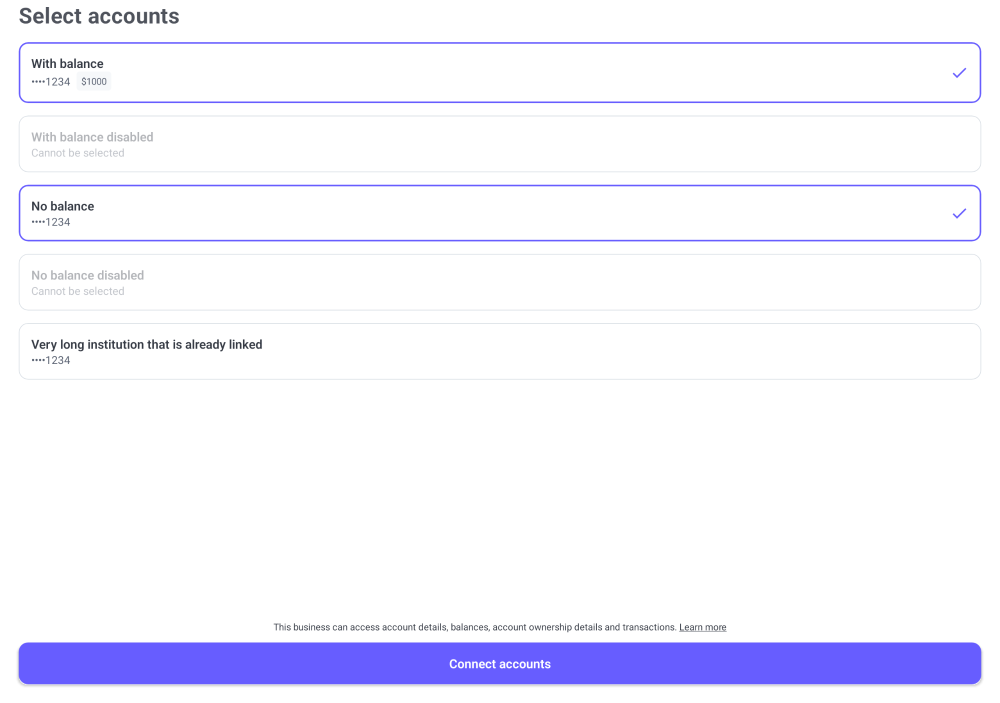 Select accounts
With balance
••••1234 $1000
With balance disabled
Cannot be selected
No balance
••••1234
No balance disabled
Cannot be selected
Very long institution that is already linked
••••1234
This business can access account details, balances, account ownership details and transactions. Learn more
Connect accounts